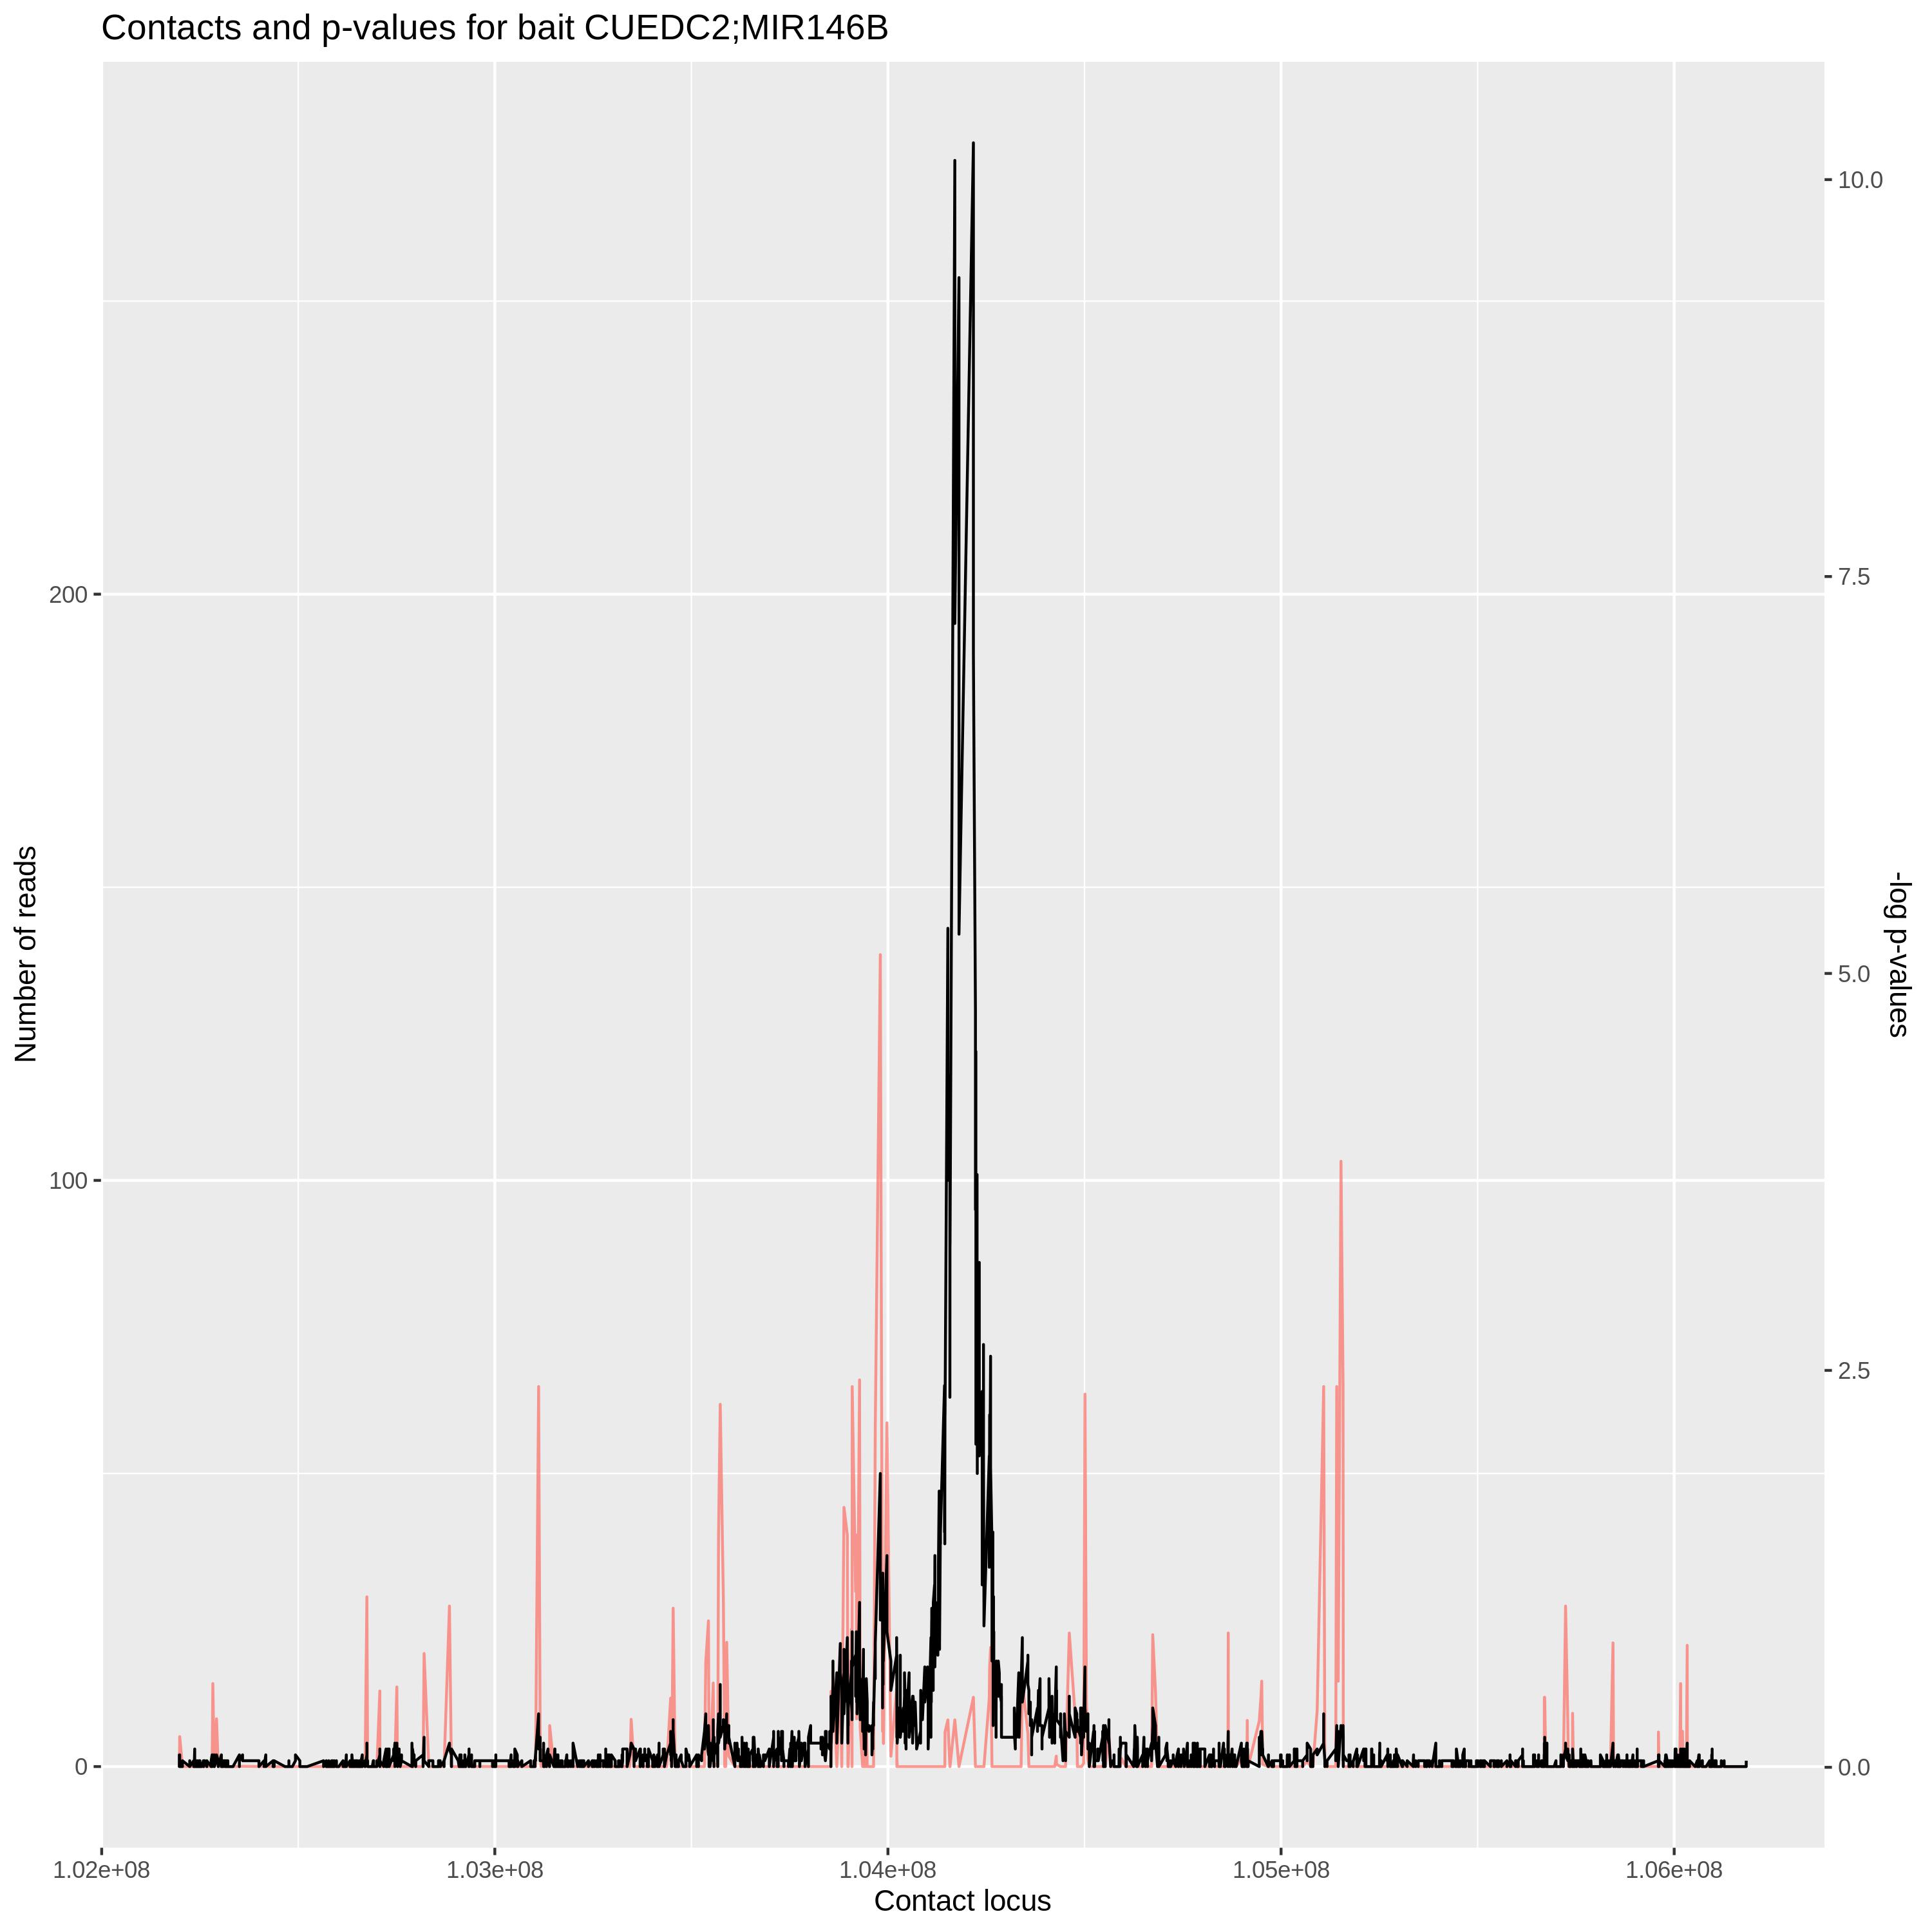 Contacts and p-values for bait CUEDC2;MIR146B
Number of reads
200
100
0
10.0
7.5
5.0
2.5
0.0
-log p-values
1.02e+08 1.03e+08 1.04e+08 1.05e+08 1.06e+08
Contact locus